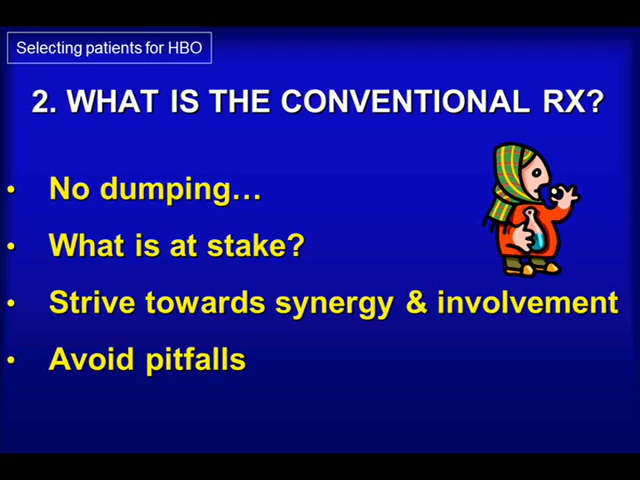 Selecting patients for HBO
2. WHAT IS THE CONVENTIONAL RX?
• No dumping…
• What is at stake?
• Strive towards synergy & involvement
• Avoid pitfalls